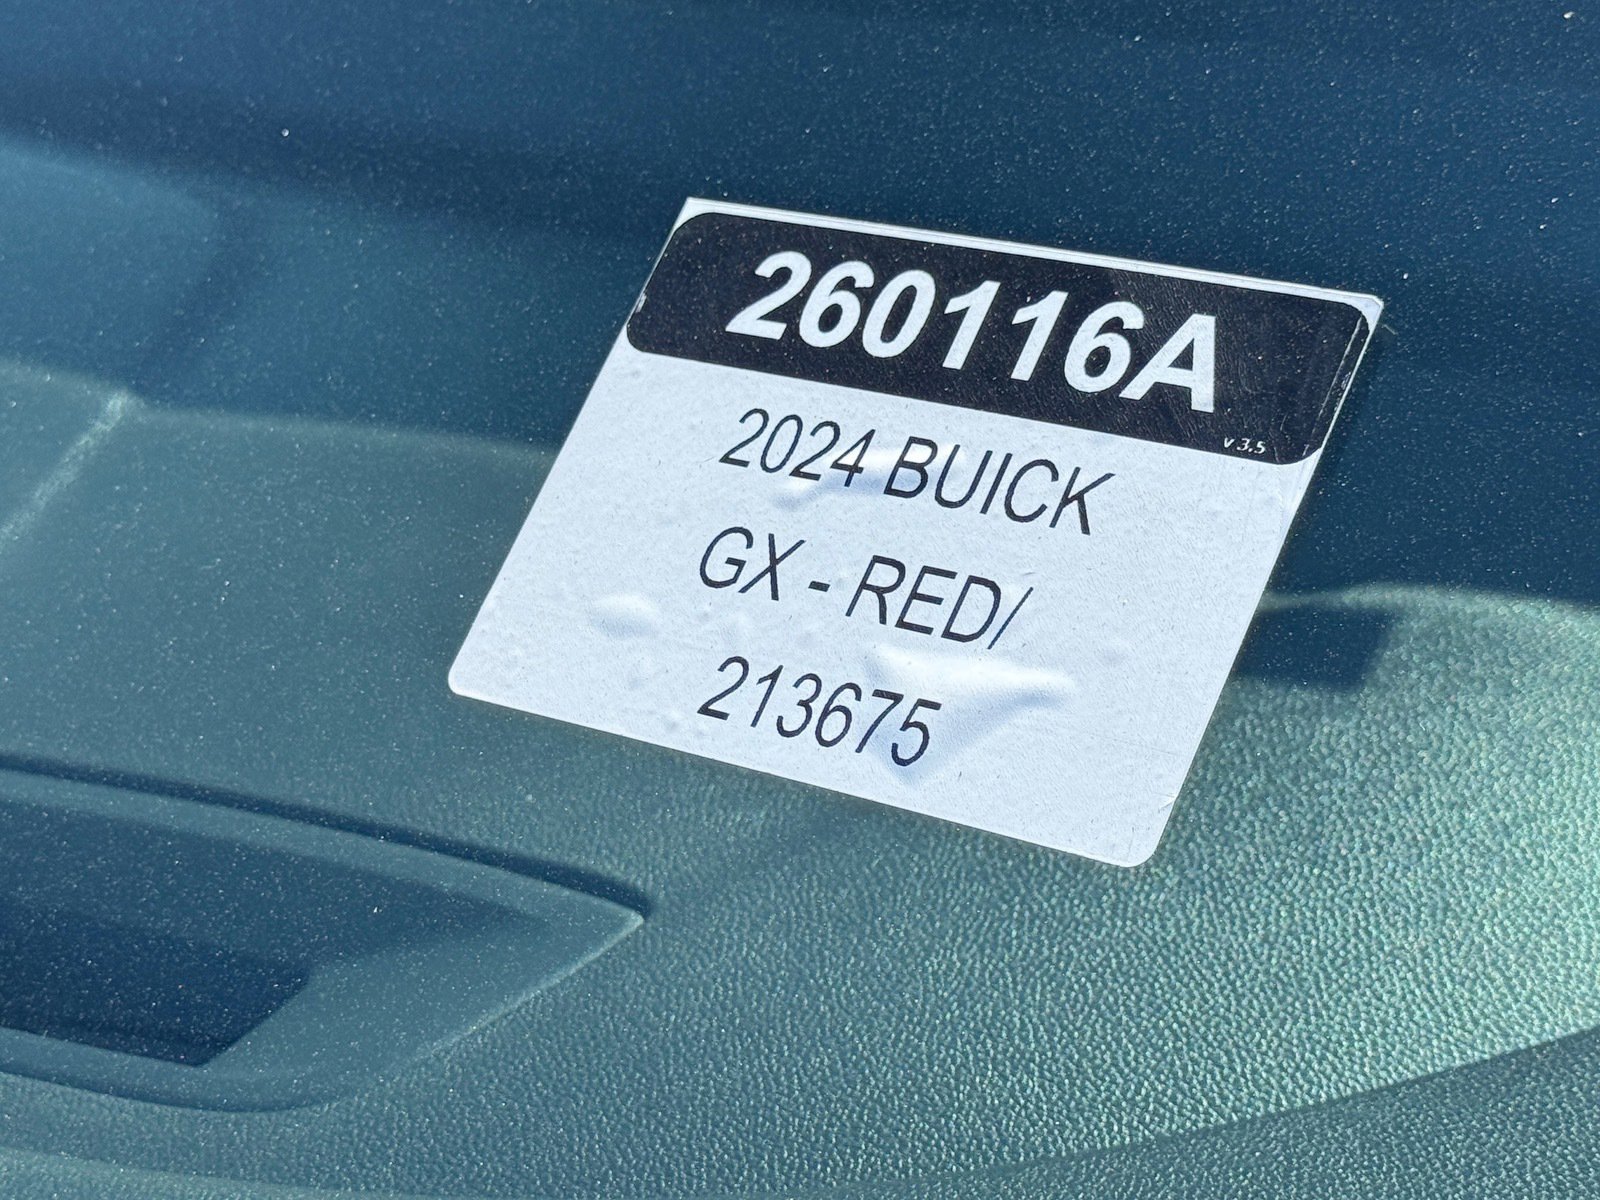 260116A
v 3.5
2024 BUICK
GX - RED/
213675